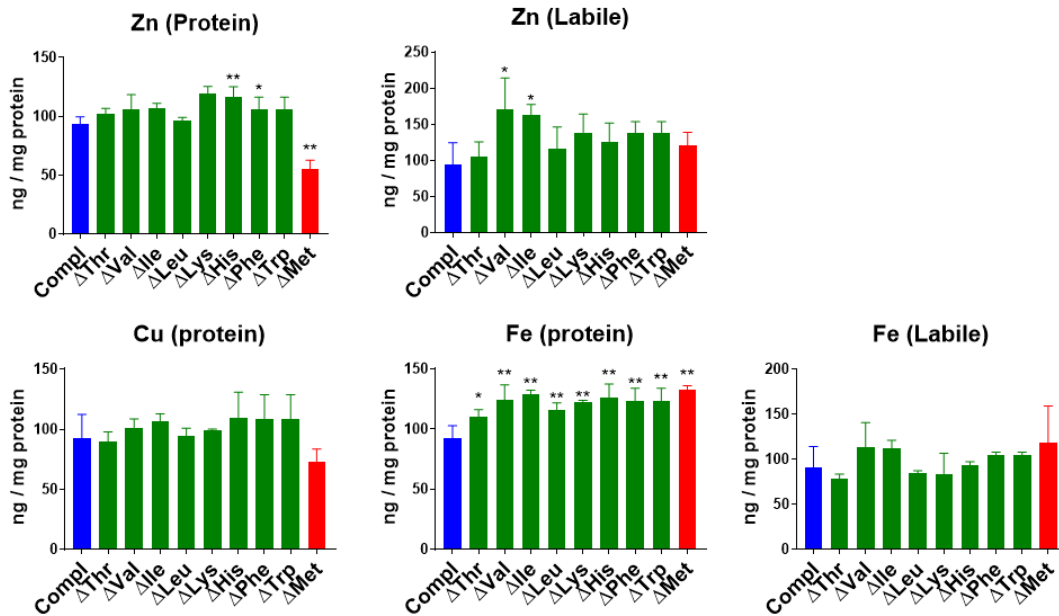 Zn (Protein)
ng / mg protein
150
100
50
0
**
*
**
Compl
ΔThr
ΔVal
ΔIle
ΔLeu
ΔLys
ΔHis
ΔPhe
ΔTrp
ΔMet
Zn (Labile)
ng / mg protein
250
200
150
100
50
0
*
*
Compl
ΔThr
ΔVal
ΔIle
ΔLeu
ΔLys
ΔHis
ΔPhe
ΔTrp
ΔMet
Cu (protein)
ng / mg protein
150
100
50
0
Compl
ΔThr
ΔVal
ΔIle
ΔLeu
ΔLys
ΔHis
ΔPhe
ΔTrp
ΔMet
Fe (protein)
ng / mg protein
150
100
50
0
*
**
**
**
**
**
**
**
**
Compl
ΔThr
ΔVal
ΔIle
ΔLeu
ΔLys
ΔHis
ΔPhe
ΔTrp
ΔMet
Fe (Labile)
ng / mg protein
200
150
100
50
0
Compl
ΔThr
ΔVal
ΔIle
ΔLeu
ΔLys
ΔHis
ΔPhe
ΔTrp
ΔMet